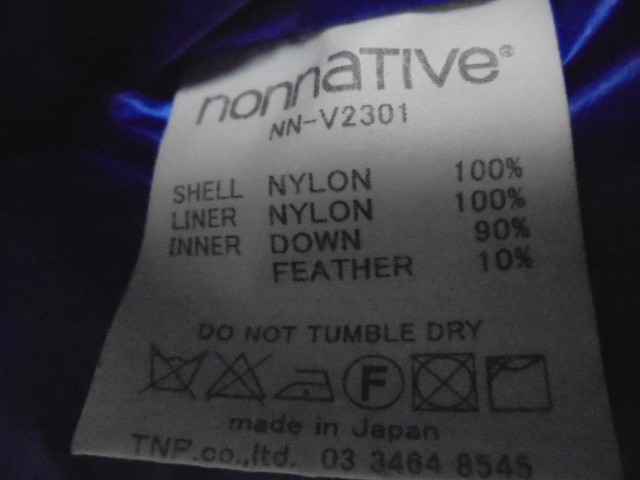 nonnative®
NN-V2301
SHELL NYLON 100%
LINER NYLON 100%
INNER DOWN 90%
FEATHER 10%
DO NOT TUMBLE DRY
F
made in Japan
TNP.co.,ltd. 03 3464 8545